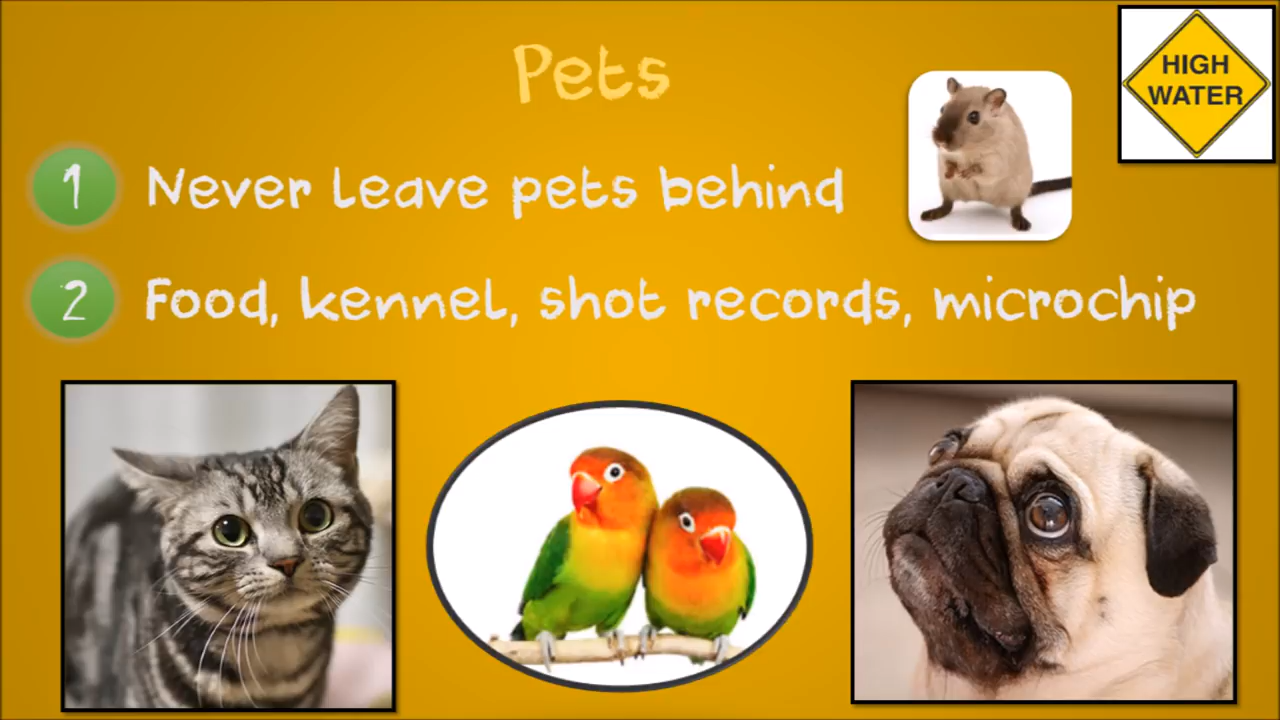 Pets
HIGH
WATER
1 Never leave pets behind
2 Food, kennel, shot records, microchip